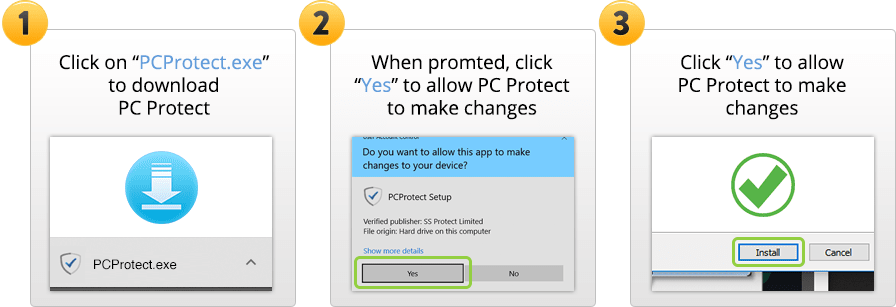 1
Click on “PCProtect.exe”
to download
PC Protect
PCProtect.exe
2
When promted, click
“Yes” to allow PC Protect
to make changes
User Account Control
Do you want to allow this app to make
changes to your device?
PCProtect Setup
Verified publisher: SS Protect Limited
File origin: Hard drive on this computer
Show more details
Yes
No
3
Click “Yes” to allow
PC Protect to make
changes
Install
Cancel